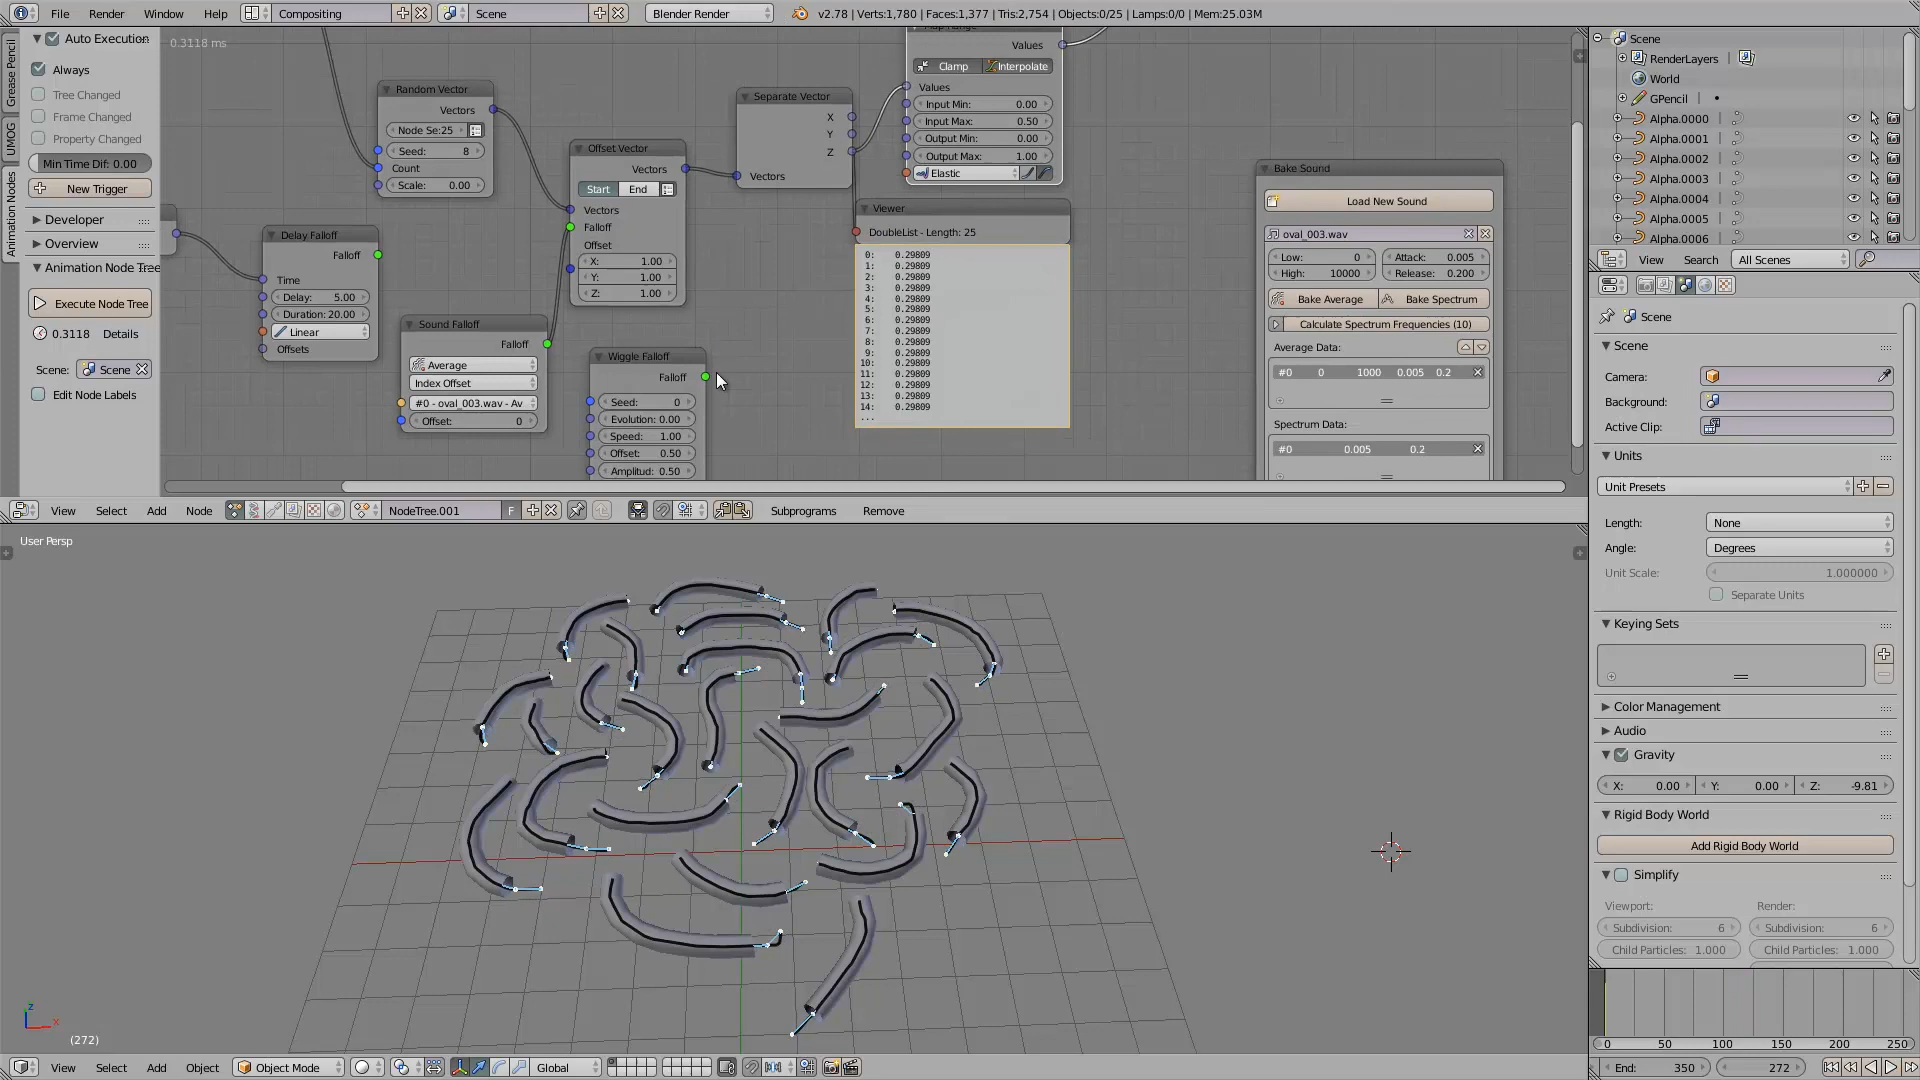 File Render Window Help Compositing Scene Blender Render v2.78 | Verts:1,780 | Faces:1,377 | Tris:2,754 | Objects:0/25 | Lamps:0/0 | Mem:25.03M
Grease Pencil
UMOG
Animation Nodes
Auto Execution
Always
Tree Changed
Frame Changed
Property Changed
Min Time Dif: 0.00
New Trigger
Developer
Overview
Animation Node Tree
Execute Node Tree
0.3118 Details
Scene: Scene
Edit Node Labels
0.3118 ms
Random Vector
Vectors
Node Se:25
Seed: 8
Count
Scale: 0.00
Delay Falloff
Falloff
Time
Delay: 5.00
Duration: 20.00
Linear
Offsets
Sound Falloff
Falloff
Average
Index Offset
#0 - oval_003.wav - Av
Offset: 0
Offset Vector
Vectors
Start End
Vectors
Falloff
Offset
X: 1.00
Y: 1.00
Z: 1.00
Wiggle Falloff
Falloff
Seed: 0
Evolution: 0.00
Speed: 1.00
Offset: 0.50
Amplitud: 0.50
Separate Vector
X
Y
Z
Vectors
Values
Clamp Interpolate
Values
Input Min: 0.00
Input Max: 0.50
Output Min: 0.00
Output Max: 1.00
Elastic
Viewer
DoubleList - Length: 25
0: 0.29809
1: 0.29809
2: 0.29809
3: 0.29809
4: 0.29809
5: 0.29809
6: 0.29809
7: 0.29809
8: 0.29809
9: 0.29809
10: 0.29809
11: 0.29809
12: 0.29809
13: 0.29809
14: 0.29809
...
Bake Sound
Load New Sound
oval_003.wav
Low: 0 Attack: 0.005
High: 10000 Release: 0.200
Bake Average Bake Spectrum
Calculate Spectrum Frequencies (10)
Average Data:
#0 0 1000 0.005 0.2
Spectrum Data:
#0 0.005 0.2
View Select Add Node NodeTree.001 F Subprograms Remove
User Persp
z
x
(272)
View Select Add Object Object Mode Global
Scene
RenderLayers
World
GPencil
Alpha.0000
Alpha.0001
Alpha.0002
Alpha.0003
Alpha.0004
Alpha.0005
Alpha.0006
View Search All Scenes
Scene
Scene
Camera:
Background:
Active Clip:
Units
Unit Presets
Length: None
Angle: Degrees
Unit Scale: 1.000000
Separate Units
Keying Sets
Color Management
Audio
Gravity
X: 0.00 Y: 0.00 Z: -9.81
Rigid Body World
Add Rigid Body World
Simplify
Viewport: Render:
Subdivision: 6 Subdivision: 6
Child Particles: 1.000 Child Particles: 1.000
0 50 100 150 200 250
End: 350 272